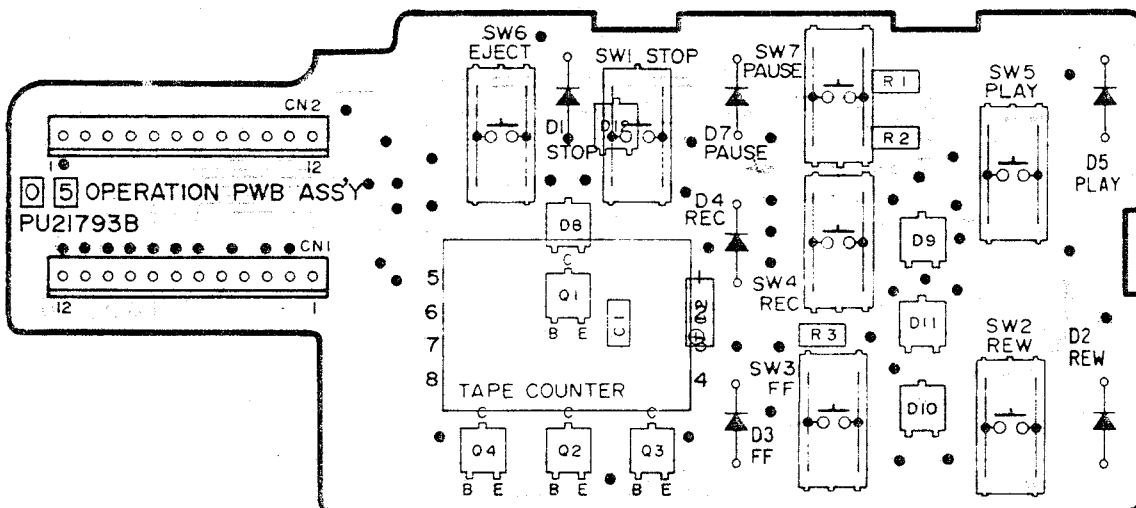 SW6
EJECT
SW1 STOP
SW7
PAUSE
SW5
PLAY
R1
R2
CN2
1
12
D1
STOP
D7
PAUSE
D5
PLAY
0 5 OPERATION PWB ASS'Y
PU21793B
D4
REC
D8
D9
CN1
12
1
C
Q1
B E
C1
5
6
7
8
1
2
4
TAPE COUNTER
SW4
REC
R3
D11
SW2
REW
D2
REW
SW3
FF
D10
D3
FF
C
C
C
Q4
Q2
Q3
B E
B E
B E